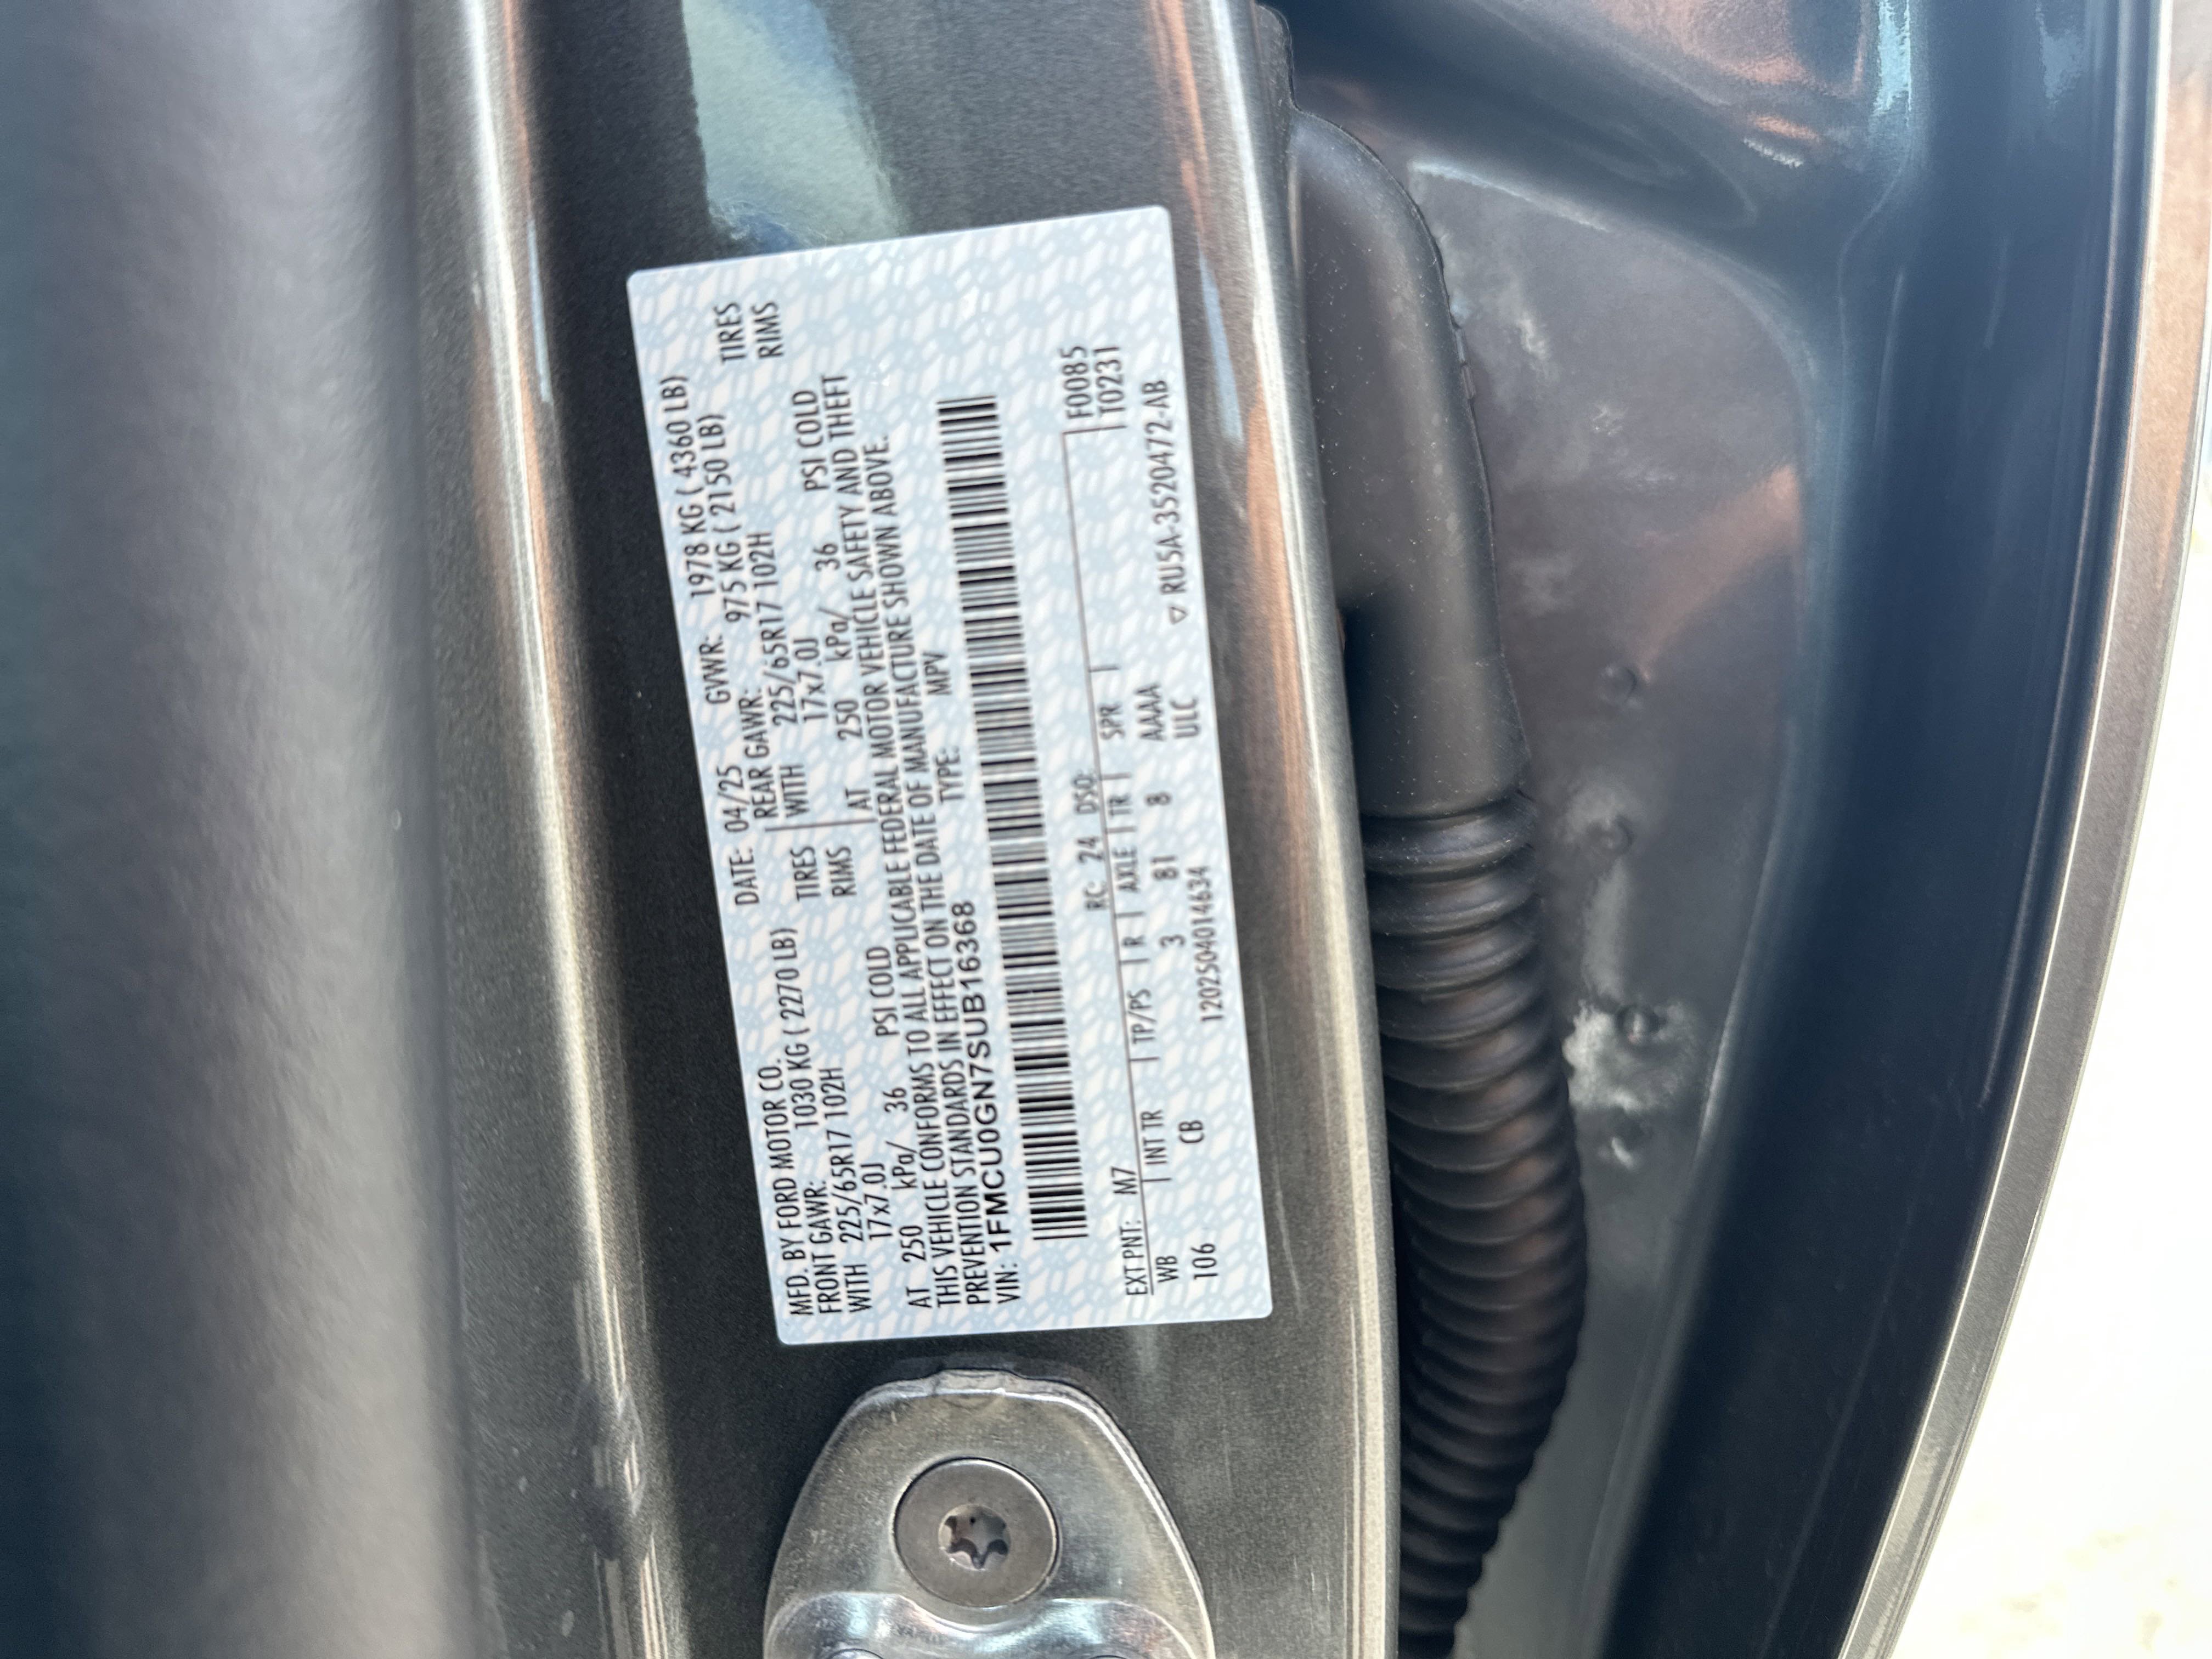 MFD. BY FORD MOTOR CO. DATE: 04/25 GVWR: 1978 KG ( 4360 LB)
FRONT GAWR: 1030 KG ( 2270 LB) REAR GAWR: 975 KG ( 2150 LB)
WITH 225/65R17 102H TIRES WITH 225/65R17 102H TIRES
17x7.0J RIMS 17x7.0J RIMS
AT 250 kPa/ 36 PSI COLD AT 250 kPa/ 36 PSI COLD
THIS VEHICLE CONFORMS TO ALL APPLICABLE FEDERAL MOTOR VEHICLE SAFETY AND THEFT
PREVENTION STANDARDS IN EFFECT ON THE DATE OF MANUFACTURE SHOWN ABOVE.
VIN: 1FMCU0GN7SUB16368 TYPE: MPV
F0085
EXT PNT: M7 RC: 24 DSO: T0231
WB INT TR TP/PS R AXLE TR SPR
106 CB 3 81 8 AAAA ▽ RU5A-3520472-AB
120250401​4634 ULC